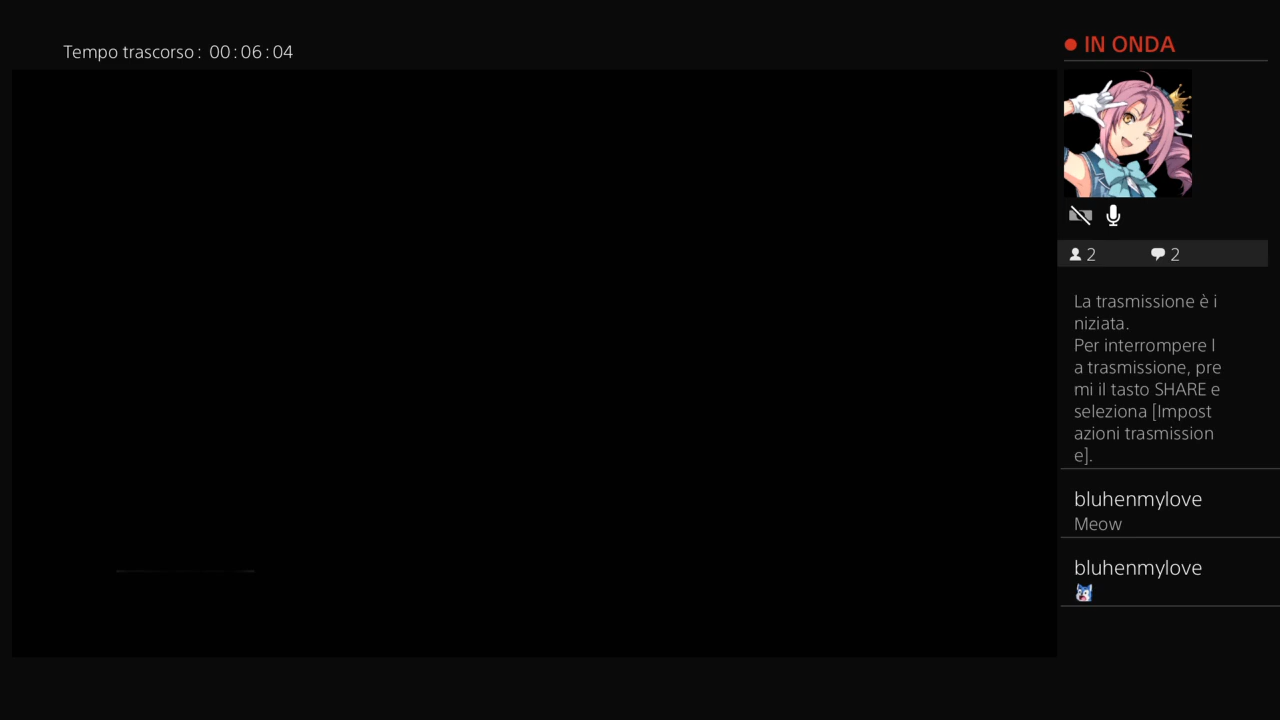 Tempo trascorso: 00:06:04
IN ONDA
2 2
La trasmissione è i
niziata.
Per interrompere l
a trasmissione, pre
mi il tasto SHARE e
seleziona [Impost
azioni trasmission
e].
bluhenmylove
Meow
bluhenmylove